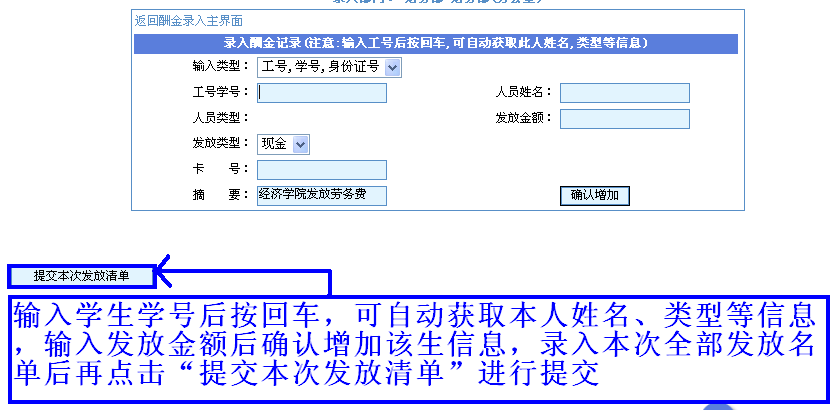 返回酬金录入主界面
录入酬金记录(注意:输入工号后按回车,可自动获取此人姓名,类型等信息)
输入类型： 工号,学号,身份证号
工号学号： 人员姓名：
人员类型： 发放金额：
发放类型： 现金
卡 号：
摘 要： 经济学院发放劳务费 确认增加
提交本次发放清单
输入学生学号后按回车，可自动获取本人姓名、类型等信息
，输入发放金额后确认增加该生信息，录入本次全部发放名
单后再点击“提交本次发放清单”进行提交